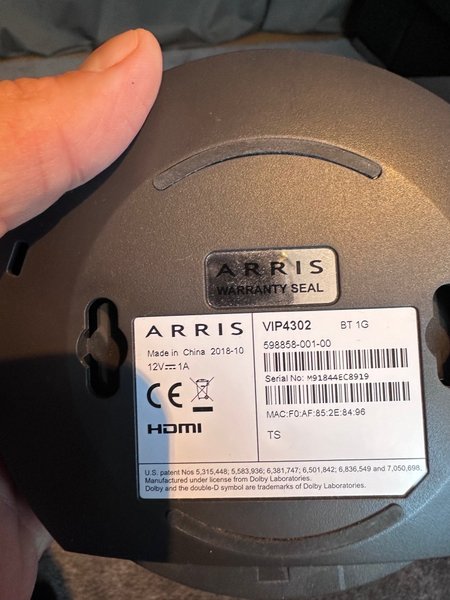 ARRIS
WARRANTY SEAL
ARRIS
Made in China 2018-10
12V⎓1A
CE
HDMI
VIP4302 BT 1G
598858-001-00
Serial No: M91844EC8919
MAC:F0:AF:85:2E:84:96
TS
U.S. patent Nos 5,315,448; 5,583,936; 6,381,747; 6,501,842; 6,836,549 and 7,050,698;
Manufactured under license from Dolby Laboratories.
Dolby and the double-D symbol are trademarks of Dolby Laboratories.